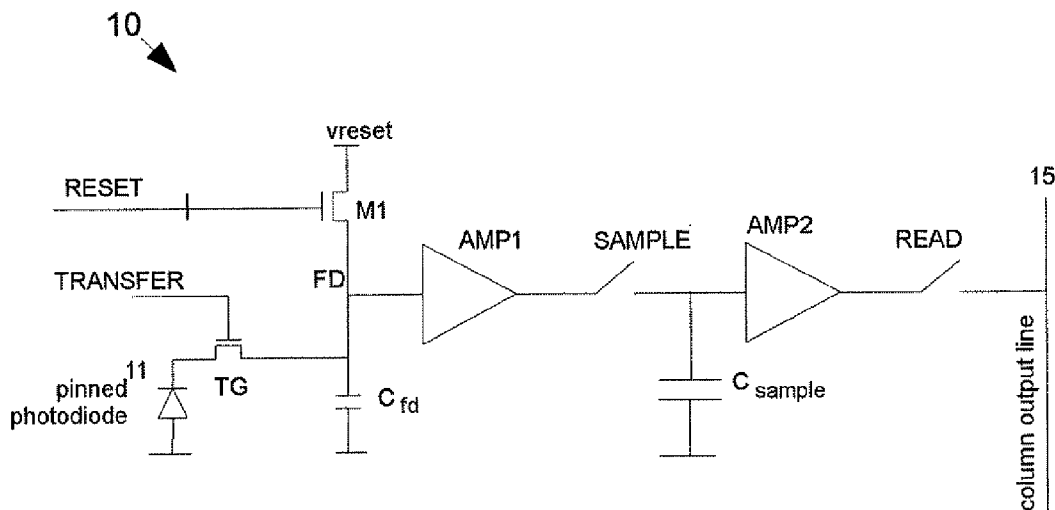 10
vreset
RESET
M1
15
AMP1
SAMPLE
AMP2
READ
FD
TRANSFER
11
pinned
photodiode
TG
C fd
C sample
column output line